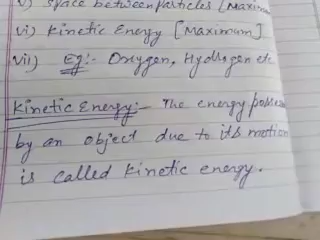 v) space between particles [Maximum
vi) Kinetic Energy [Maximum]
vii) Eg:- Oxygen, Hydrogen etc
Kinetic Energy:- The energy posses
by an object due to its motion
is called kinetic energy.